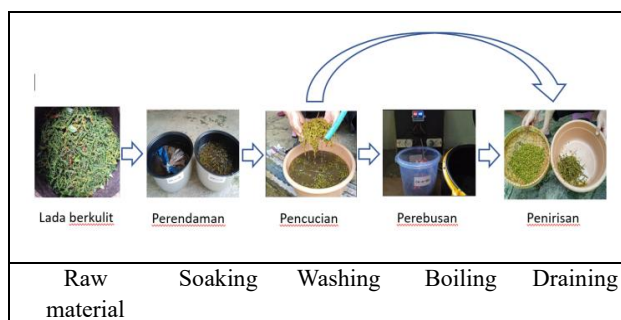 Lada berkulit
Perendaman
Pencucian
Perebusan
Penirisan
Raw material
Soaking
Washing
Boiling
Draining